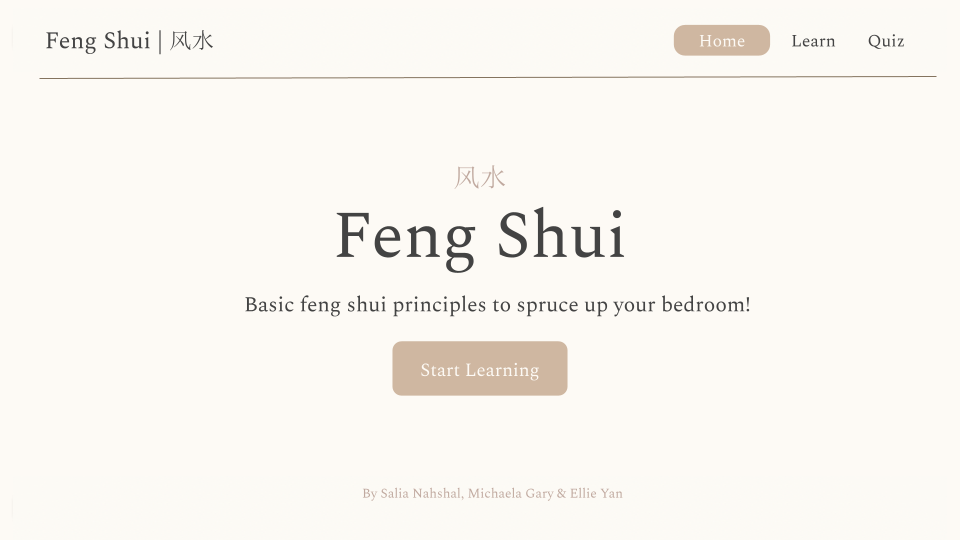 Feng Shui | 风水
Home Learn Quiz
风水
Feng Shui
Basic feng shui principles to spruce up your bedroom!
Start Learning
By Salia Nahshal, Michaela Gary & Ellie Yan